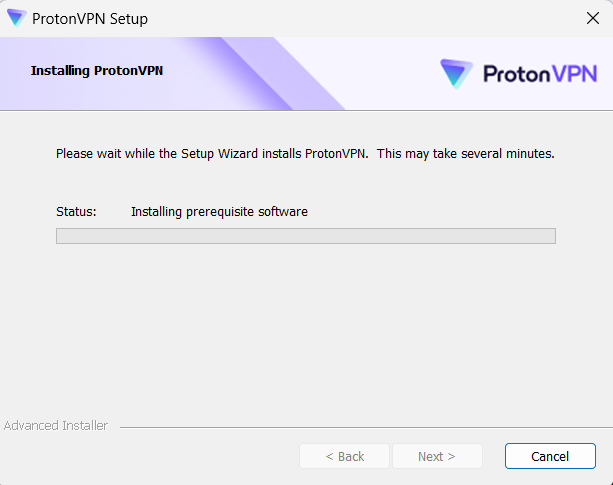 ProtonVPN Setup
Installing ProtonVPN
ProtonVPN
Please wait while the Setup Wizard installs ProtonVPN.  This may take several minutes.
Status: Installing prerequisite software
Advanced Installer
< Back Next > Cancel